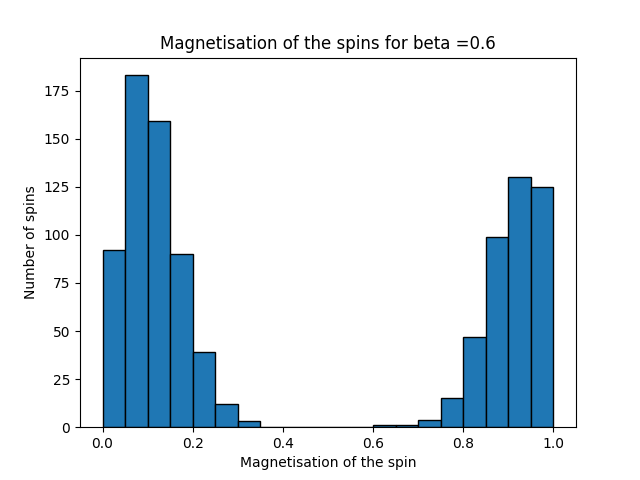 Magnetisation of the spins for beta =0.6
Number of spins
175
150
125
100
75
50
25
0
0.0 0.2 0.4 0.6 0.8 1.0
Magnetisation of the spin